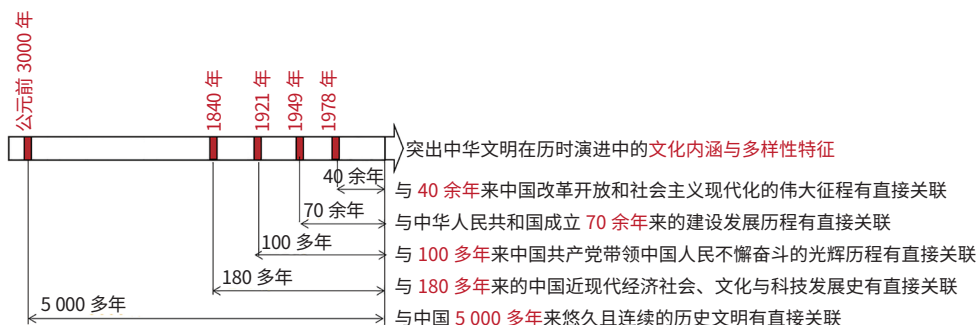 公元前 3000 年
1840 年
1921 年
1949 年
1978 年
突出中华文明在历时演进中的文化内涵与多样性特征
40 余年
与 40 余年来中国改革开放和社会主义现代化的伟大征程有直接关联
70 余年
与中华人民共和国成立 70 余年来的建设发展历程有直接关联
100 多年
与 100 多年来中国共产党带领中国人民不懈奋斗的光辉历程有直接关联
180 多年
与 180 多年来的中国近现代经济社会、文化与科技发展史有直接关联
5 000 多年
与中国 5 000 多年来悠久且连续的历史文明有直接关联